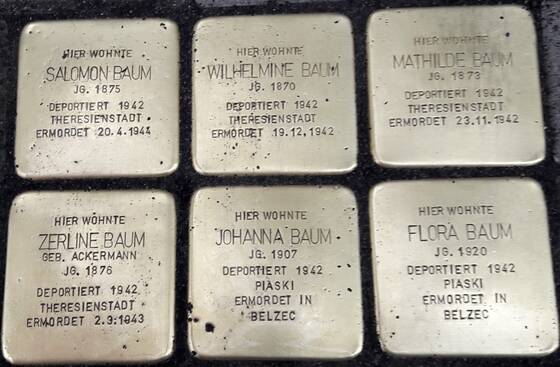 HIER WOHNTE
SALOMON BAUM
JG. 1875
DEPORTIERT 1942
THERESIENSTADT
ERMORDET 20.4.1944
HIER WOHNTE
WILHELMINE BAUM
JG. 1870
DEPORTIERT 1942
THERESIENSTADT
ERMORDET 19.12.1942
HIER WOHNTE
MATHILDE BAUM
JG. 1873
DEPORTIERT 1942
THERESIENSTADT
ERMORDET 23.11.1942
HIER WOHNTE
ZERLINE BAUM
GEB. ACKERMANN
JG. 1876
DEPORTIERT 1942
THERESIENSTADT
ERMORDET 2.9.1943
HIER WOHNTE
JOHANNA BAUM
JG. 1907
DEPORTIERT 1942
PIASKI
ERMORDET IN
BELZEC
HIER WOHNTE
FLORA BAUM
JG. 1920
DEPORTIERT 1942
PIASKI
ERMORDET IN
BELZEC